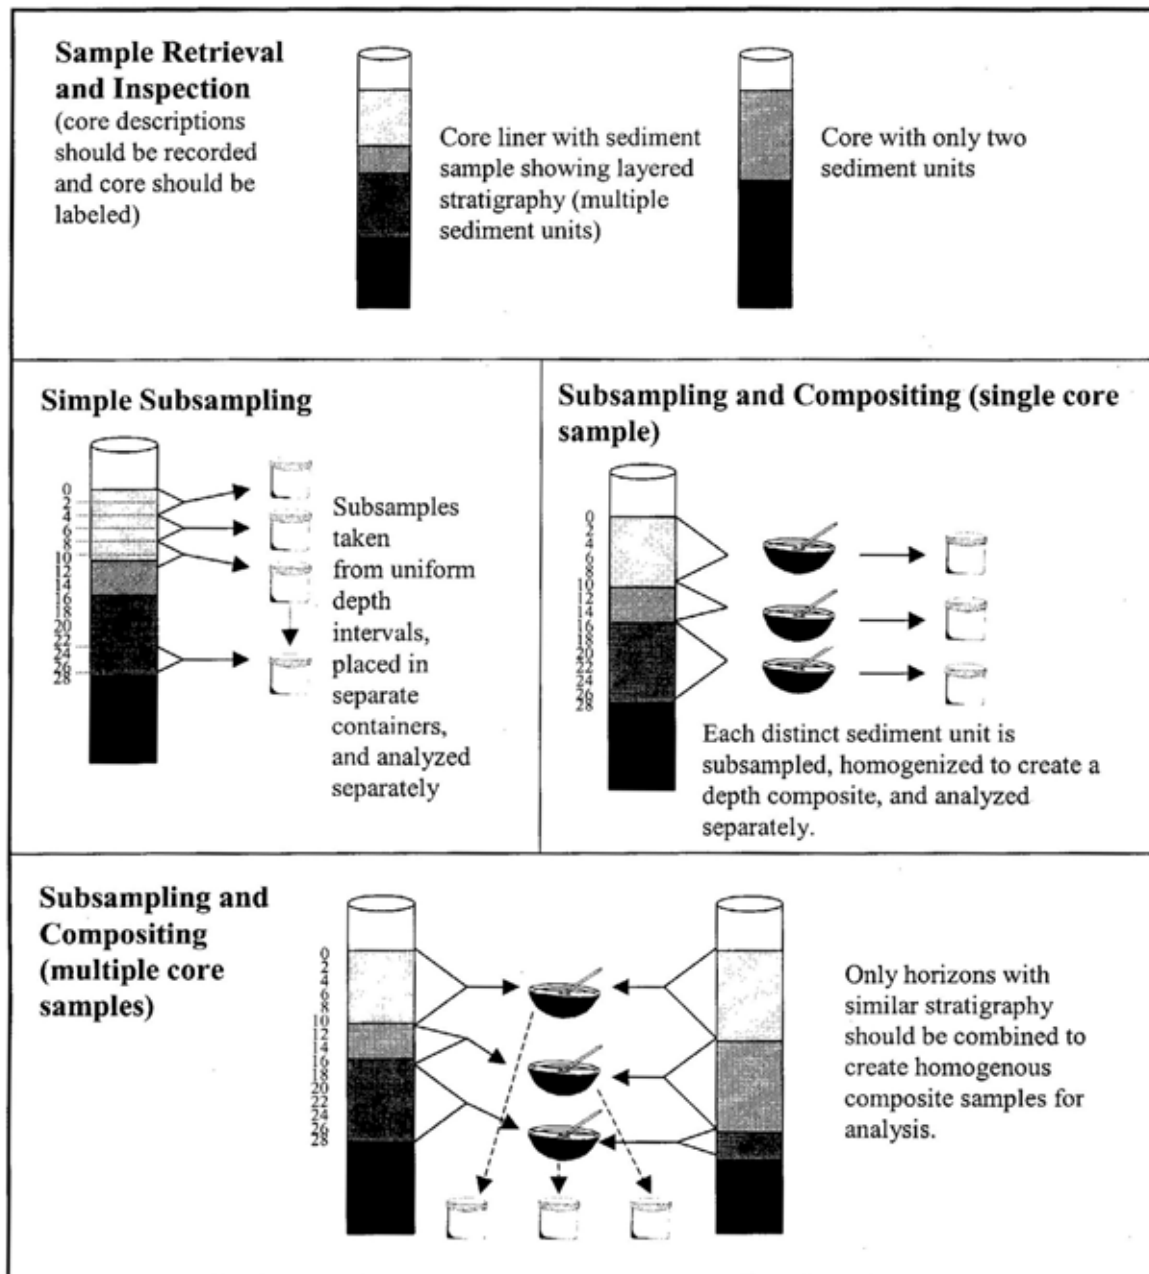 Sample Retrieval
and Inspection
(core descriptions
should be recorded
and core should be
labeled)
Core liner with sediment
sample showing layered
stratigraphy (multiple
sediment units)
Core with only two
sediment units
Simple Subsampling
0
2
4
6
8
10
12
14
16
18
20
22
24
26
28
Subsamples
taken
from uniform
depth
intervals,
placed in
separate
containers,
and analyzed
separately
Subsampling and Compositing (single core
sample)
0
2
4
6
8
10
12
14
16
18
20
22
24
26
28
Each distinct sediment unit is
subsampled, homogenized to create a
depth composite, and analyzed
separately.
Subsampling and
Compositing
(multiple core
samples)
0
2
4
6
8
10
12
14
16
18
20
22
24
26
28
Only horizons with
similar stratigraphy
should be combined to
create homogenous
composite samples for
analysis.